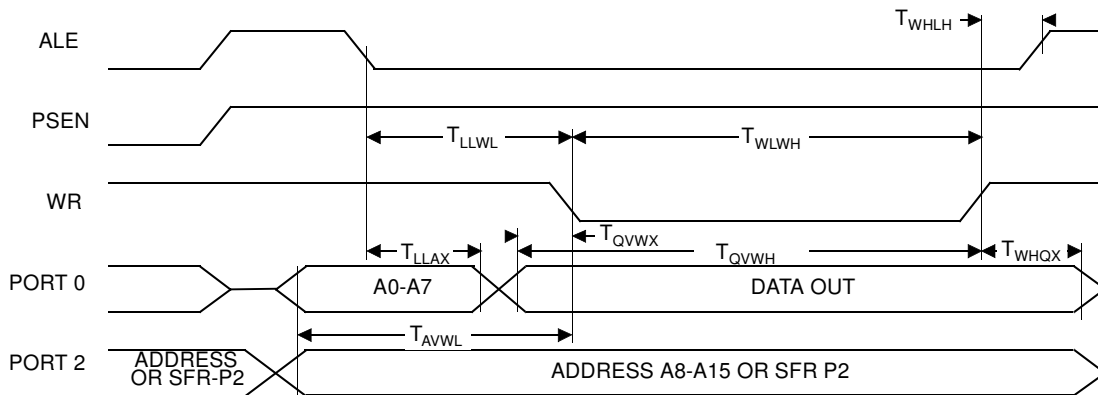 ALE
T_WHLH
PSEN
T_LLWL
T_WLWH
WR
T_LLAX
T_QVWX
T_QVWH
T_WHQX
PORT 0
A0-A7
DATA OUT
T_AVWL
PORT 2
ADDRESS
OR SFR-P2
ADDRESS A8-A15 OR SFR P2